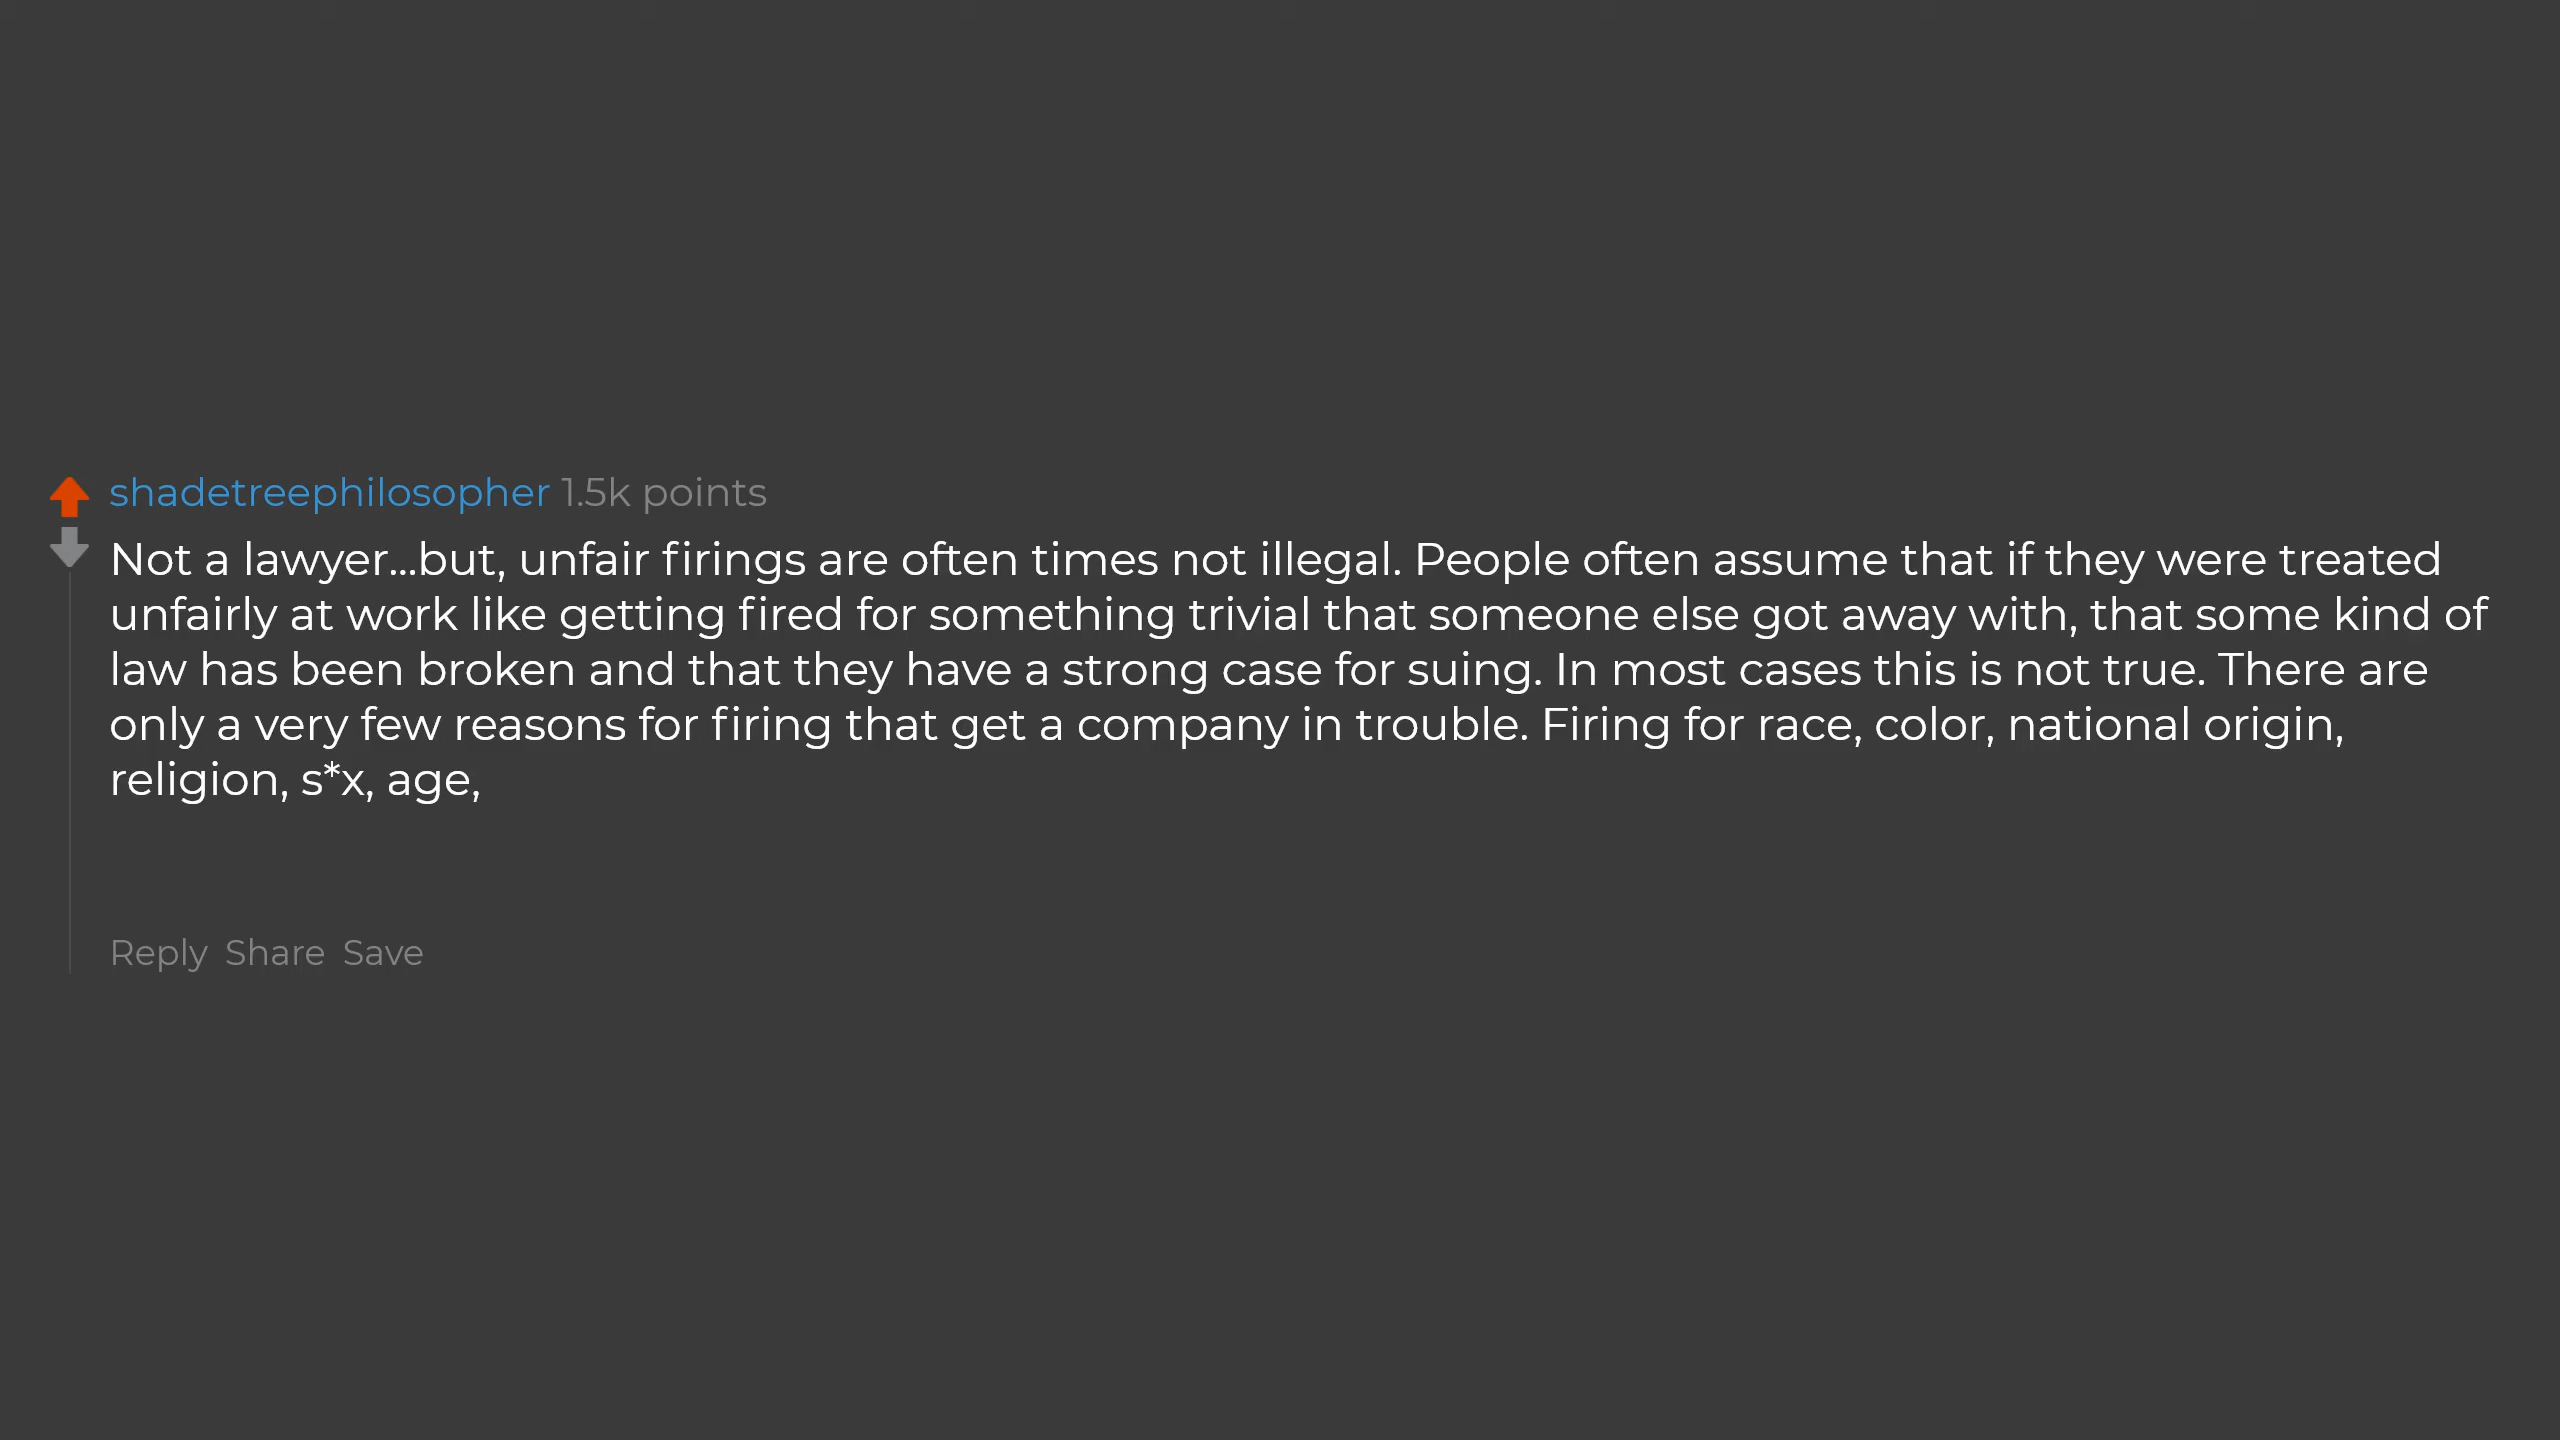 shadetreephilosopher 1.5k points
Not a lawyer...but, unfair firings are often times not illegal. People often assume that if they were treated
unfairly at work like getting fired for something trivial that someone else got away with, that some kind of
law has been broken and that they have a strong case for suing. In most cases this is not true. There are
only a very few reasons for firing that get a company in trouble. Firing for race, color, national origin,
religion, s*x, age,
Reply Share Save